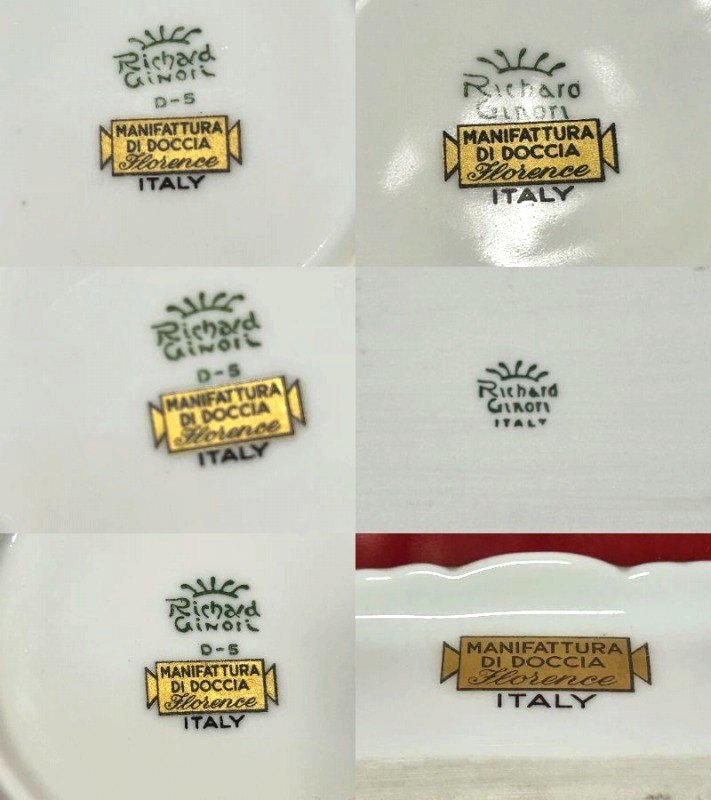 Richard
Ginori
D-5
MANIFATTURA
DI DOCCIA
Florence
ITALY
Richard
Ginori
MANIFATTURA
DI DOCCIA
Florence
ITALY
Richard
Ginori
D-5
MANIFATTURA
DI DOCCIA
Florence
ITALY
Richard
Ginori
ITALY
Richard
Ginori
D-5
MANIFATTURA
DI DOCCIA
Florence
ITALY
MANIFATTURA
DI DOCCIA
Florence
ITALY